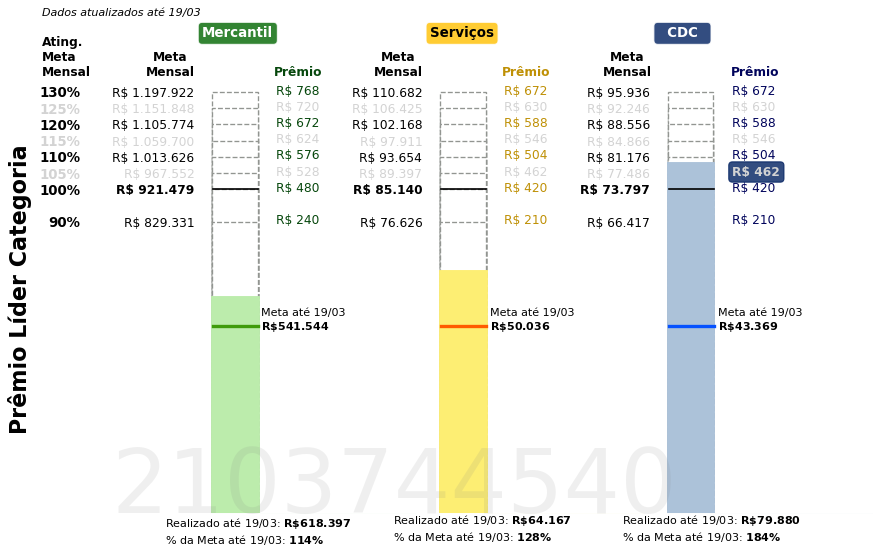 Dados atualizados até 19/03
Mercantil Serviços CDC
Ating.
Meta Meta Meta Meta
Mensal Mensal Prêmio Mensal Prêmio Mensal Prêmio
130% R$ 1.197.922 R$ 768 R$ 110.682 R$ 672 R$ 95.936 R$ 672
125% R$ 1.151.848 R$ 720 R$ 106.425 R$ 630 R$ 92.246 R$ 630
120% R$ 1.105.774 R$ 672 R$ 102.168 R$ 588 R$ 88.556 R$ 588
115% R$ 1.059.700 R$ 624 R$ 97.911 R$ 546 R$ 84.866 R$ 546
110% R$ 1.013.626 R$ 576 R$ 93.654 R$ 504 R$ 81.176 R$ 504
105% R$ 967.552 R$ 528 R$ 89.397 R$ 462 R$ 77.486 R$ 462
100% R$ 921.479 R$ 480 R$ 85.140 R$ 420 R$ 73.797 R$ 420
90% R$ 829.331 R$ 240 R$ 76.626 R$ 210 R$ 66.417 R$ 210
Prêmio Líder Categoria
Meta até 19/03 Meta até 19/03 Meta até 19/03
R$541.544 R$50.036 R$43.369
2103744540
Realizado até 19/03: R$618.397 Realizado até 19/03: R$64.167 Realizado até 19/03: R$79.880
% da Meta até 19/03: 114% % da Meta até 19/03: 128% % da Meta até 19/03: 184%